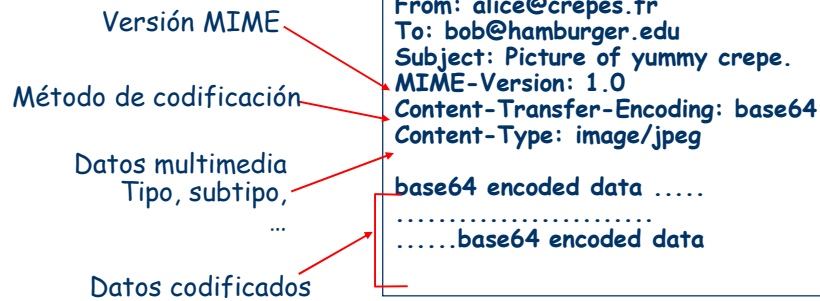 Versión MIME
Método de codificación
Datos multimedia
Tipo, subtipo,
...
Datos codificados
From: alice@crepes.fr
To: bob@hamburger.edu
Subject: Picture of yummy crepe.
MIME-Version: 1.0
Content-Transfer-Encoding: base64
Content-Type: image/jpeg
base64 encoded data .....
.........................
......base64 encoded data